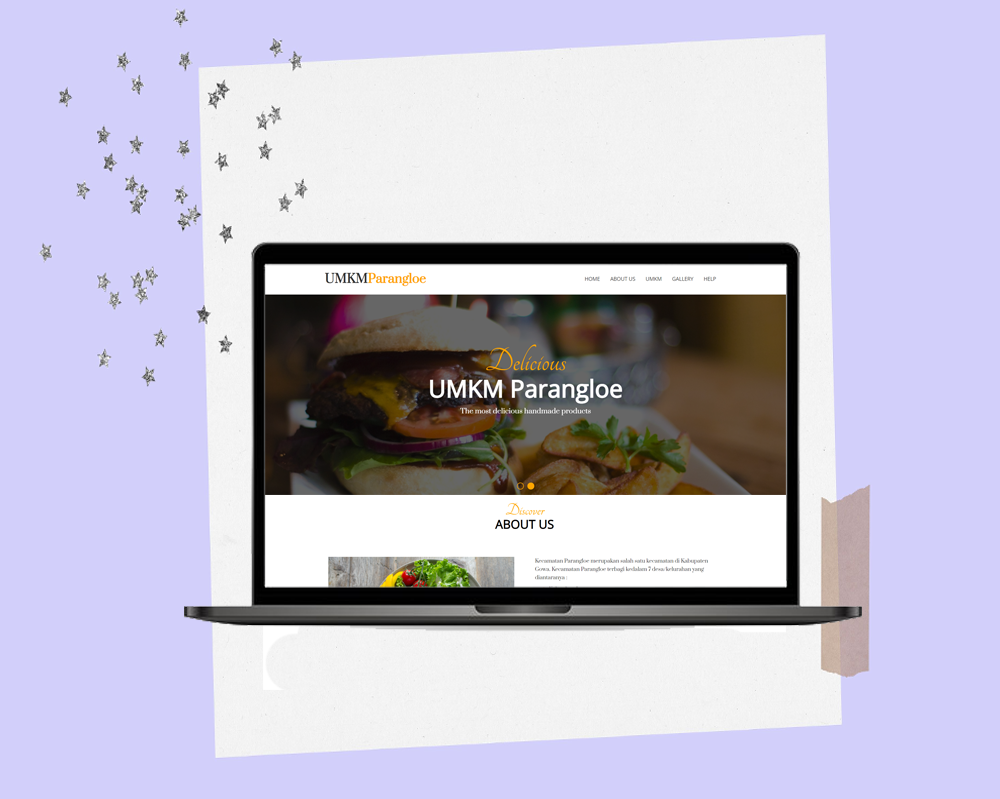 UMKMParangloe
HOME ABOUT US UMKM GALLERY HELP
Delicious
UMKM Parangloe
The most delicious handmade products
Discover
ABOUT US
Kecamatan Parangloe merupakan salah satu kecamatan di Kabupaten
Gowa. Kecamatan Parangloe terbagi kedalam 7 desa/kelurahan yang
diantaranya :